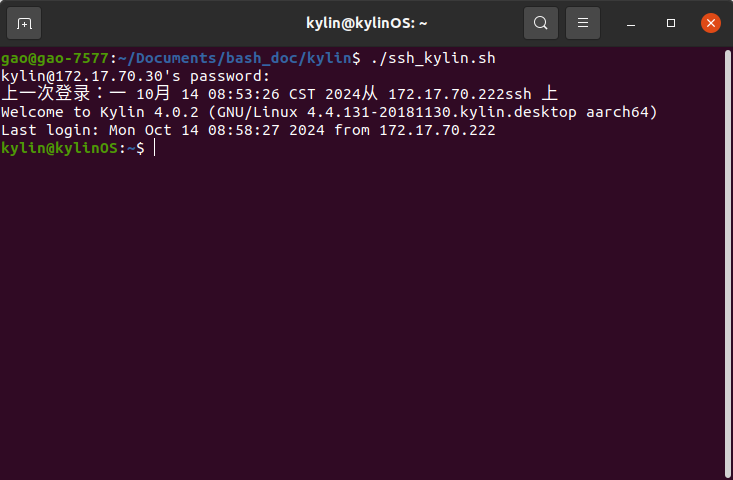 kylin@kylinOS: ~
gao@gao-7577:~/Documents/bash_doc/kylin$ ./ssh_kylin.sh
kylin@172.17.70.30's password:
上一次登录：一 10月 14 08:53:26 CST 2024从 172.17.70.222ssh 上
Welcome to Kylin 4.0.2 (GNU/Linux 4.4.131-20181130.kylin.desktop aarch64)
Last login: Mon Oct 14 08:58:27 2024 from 172.17.70.222
kylin@kylinOS:~$